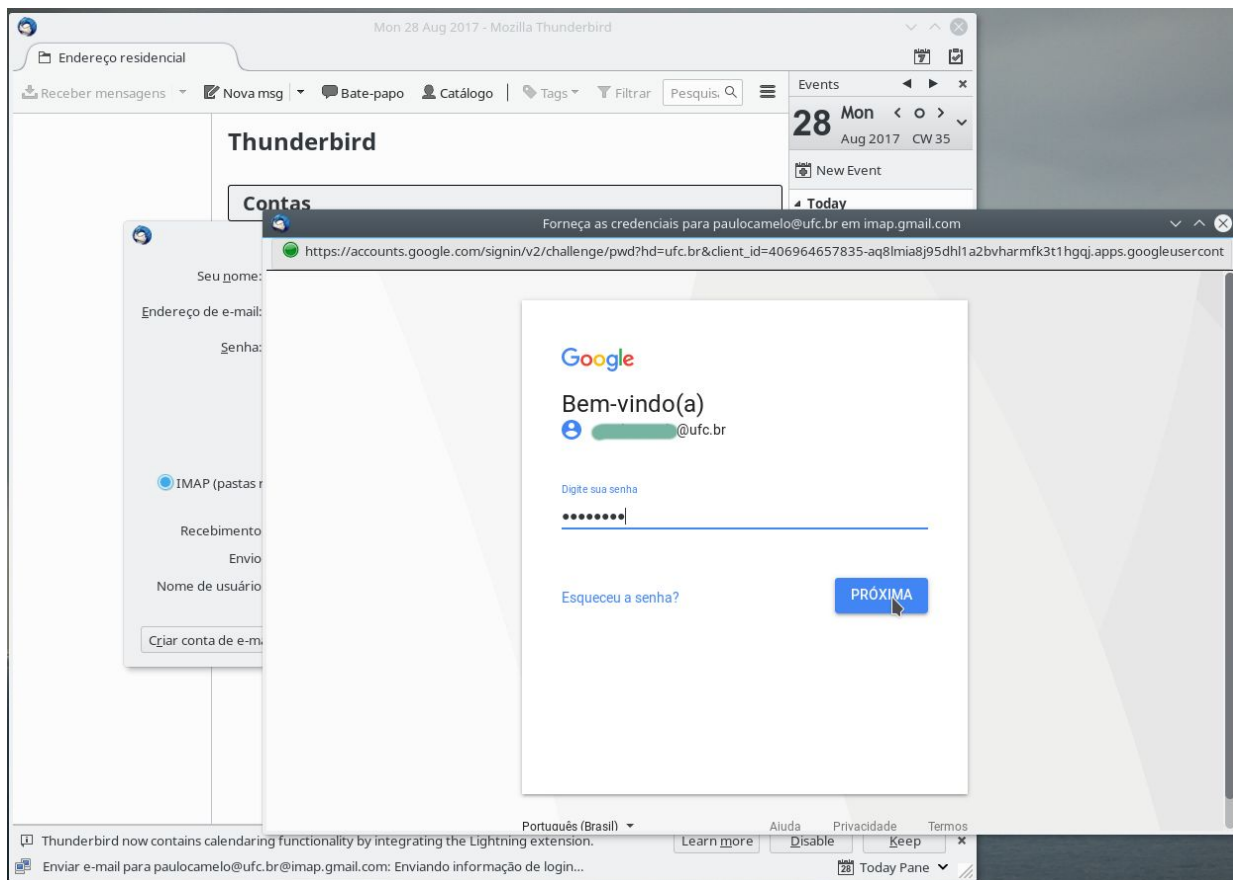 Mon 28 Aug 2017 - Mozilla Thunderbird
Endereço residencial
Receber mensagens Nova msg Bate-papo Catálogo Tags Filtrar Pesquis.
Events
28 Mon
Aug 2017 CW 35
New Event
Today
Thunderbird
Contas
Forneça as credenciais para paulocamelo@ufc.br em imap.gmail.com
https://accounts.google.com/signin/v2/challenge/pwd?hd=ufc.br&client_id=406964657835-aq8lmia8j95dhl1a2bvharmfk3t1hgqj.apps.googleusercont
Seu nome:
Endereço de e-mail:
Senha:
IMAP (pastas
Recebimento
Envio
Nome de usuário
Criar conta de e-m
Google
Bem-vindo(a)
@ufc.br
Digite sua senha
••••••••
Esqueceu a senha?
PRÓXIMA
Português (Brasil) Ajuda Privacidade Termos
Thunderbird now contains calendaring functionality by integrating the Lightning extension. Learn more Disable Keep
Enviar e-mail para paulocamelo@ufc.br@imap.gmail.com: Enviando informação de login...
28 Today Pane